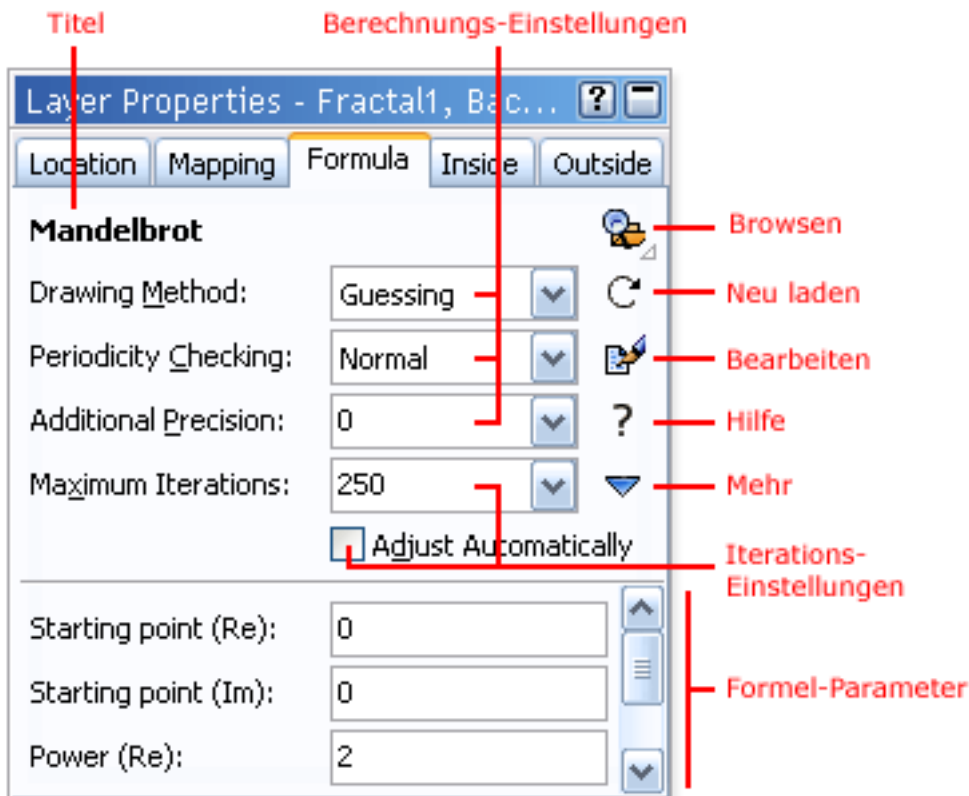 Titel
Berechnungs-Einstellungen
Layer Properties - Fractal1, Bac...
Location Mapping Formula Inside Outside
Mandelbrot
Browsen
Drawing Method: Guessing
Neu laden
Periodicity Checking: Normal
Bearbeiten
Additional Precision: 0 ?
Hilfe
Maximum Iterations: 250
Mehr
Adjust Automatically
Iterations-
Einstellungen
Starting point (Re): 0
Starting point (Im): 0
Formel-Parameter
Power (Re): 2